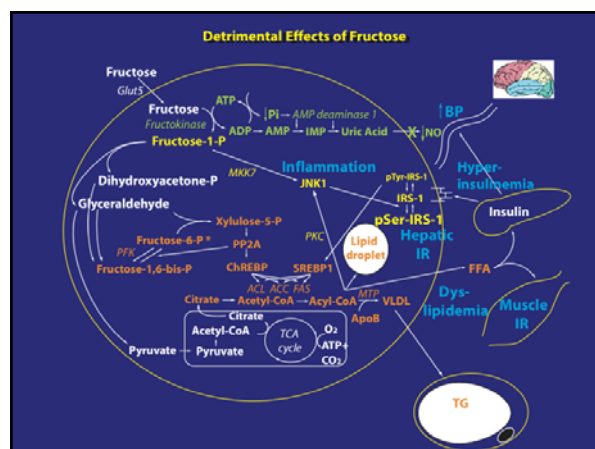 Detrimental Effects of Fructose
Fructose
Glut5
Fructose
Fructokinase
Fructose-1-P
ATP
ADP
↓Pi
AMP deaminase 1
AMP
IMP
Uric Acid
X
↓NO
↑BP
Inflammation
MKK7
JNK1
pTyr-IRS-1
IRS-1
pSer-IRS-1
Hepatic
IR
Hyper-
insulinemia
Insulin
Dihydroxyacetone-P
Glyceraldehyde
Xylulose-5-P
Fructose-6-P
PFK
PP2A
Fructose-1,6-bis-P
ChREBP
SREBP1
PKC
Lipid
droplet
FFA
ACL ACC FAS
MTP
Citrate
Acetyl-CoA
Acyl-CoA
VLDL
ApoB
Dys-
lipidemia
Muscle
IR
Citrate
Acetyl-CoA
TCA
cycle
O2
ATP+
CO2
Pyruvate
Pyruvate
TG